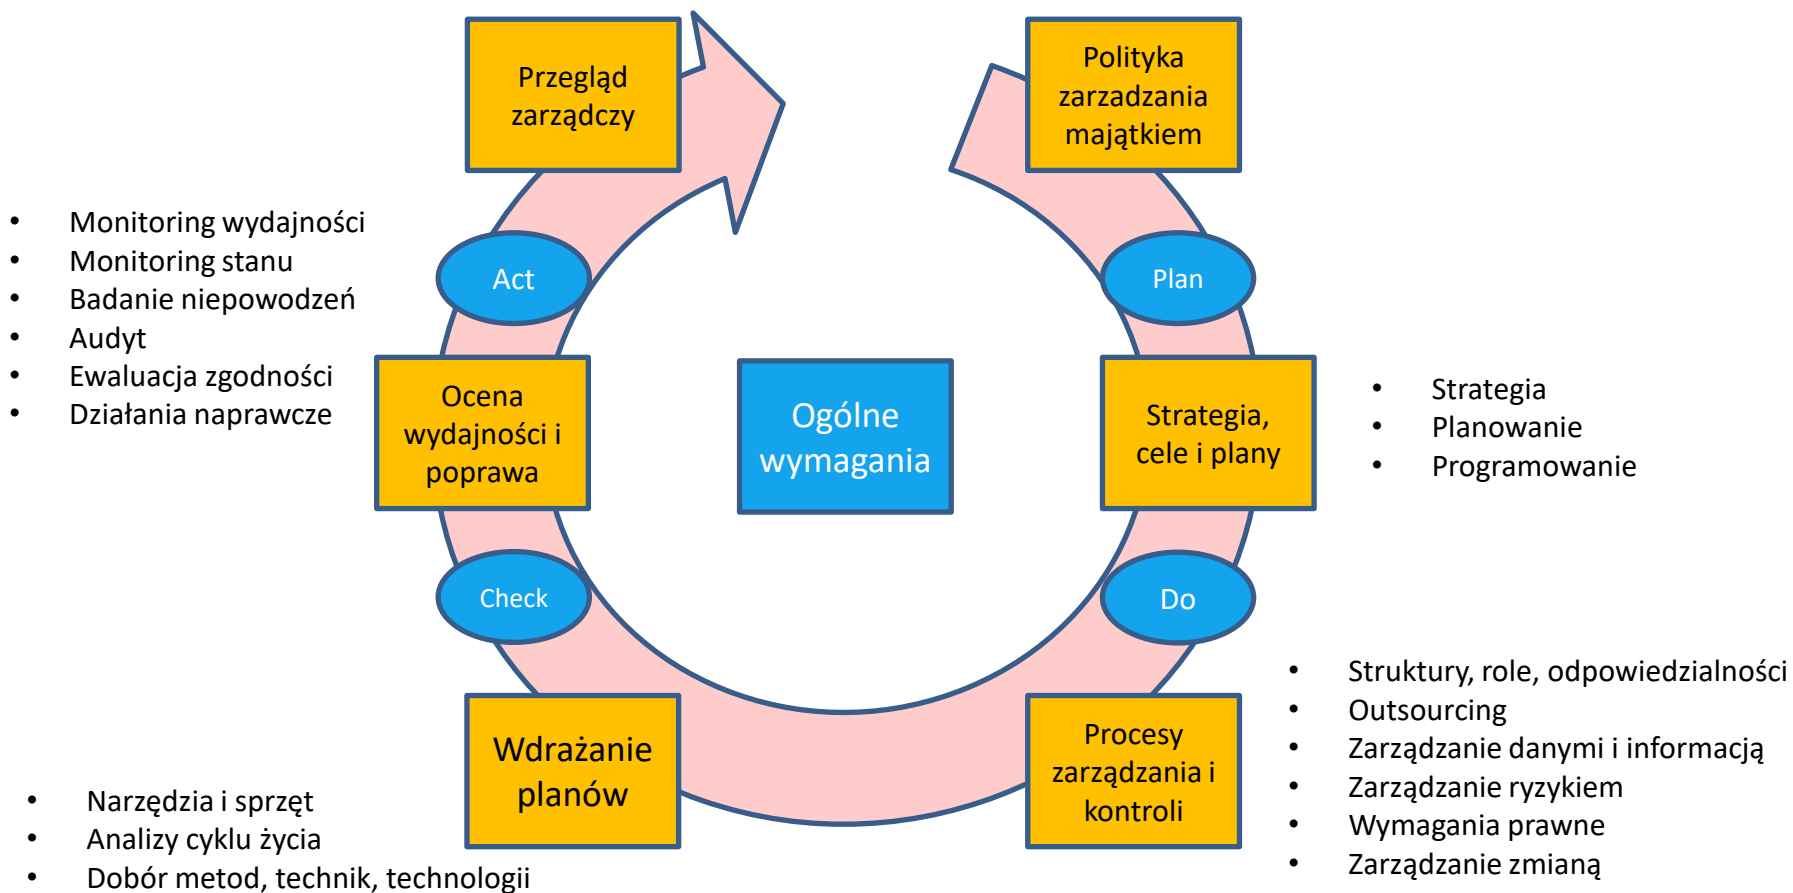 Przegląd
zarządczy
Polityka
zarzadzania
majątkiem
• Monitoring wydajności
• Monitoring stanu
• Badanie niepowodzeń
• Audyt
• Ewaluacja zgodności
• Działania naprawcze
Act
Plan
Ocena
wydajności i
poprawa
Ogólne
wymagania
Strategia,
cele i plany
• Strategia
• Planowanie
• Programowanie
Check
Do
Wdrażanie
planów
Procesy
zarządzania i
kontroli
• Struktury, role, odpowiedzialności
• Outsourcing
• Zarządzanie danymi i informacją
• Zarządzanie ryzykiem
• Wymagania prawne
• Zarządzanie zmianą
• Narzędzia i sprzęt
• Analizy cyklu życia
• Dobór metod, technik, technologii